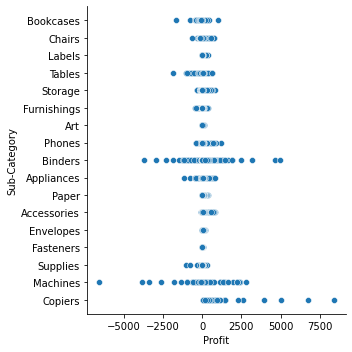 Sub-Category
Bookcases
Chairs
Labels
Tables
Storage
Furnishings
Art
Phones
Binders
Appliances
Paper
Accessories
Envelopes
Fasteners
Supplies
Machines
Copiers
−5000 −2500 0 2500 5000 7500
Profit